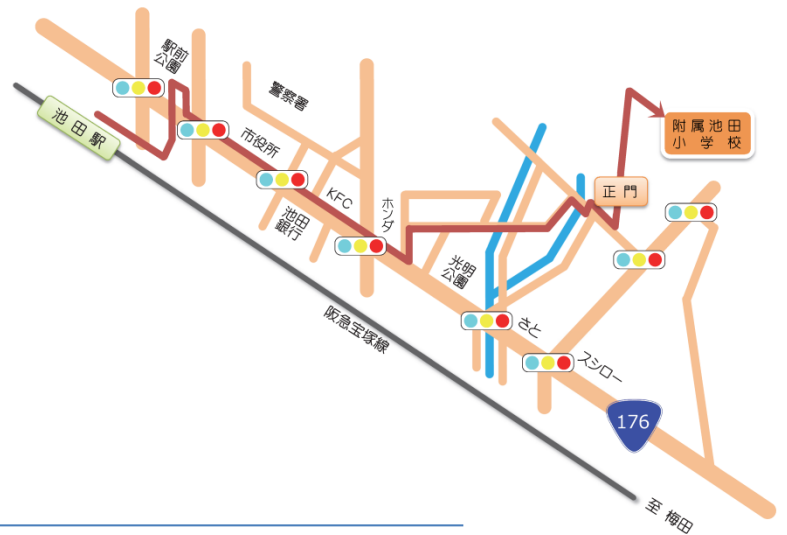 駅前
公園
警察署
池田駅
市役所
KFC
池田
銀行
ホンダ
附属池田
小学校
正門
光明
公園
さと
スシロー
阪急宝塚線
176
至 梅田